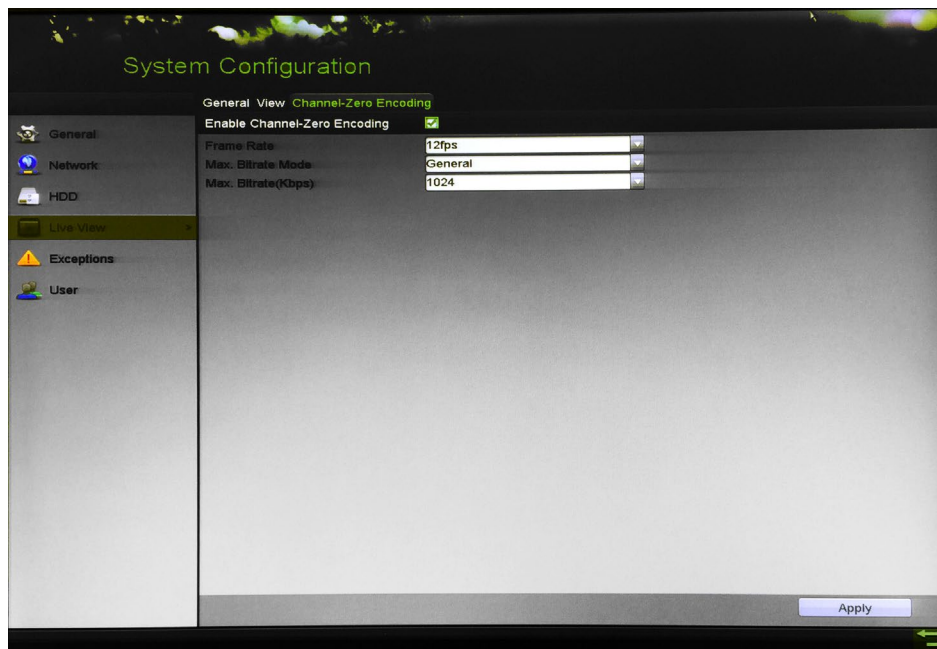 System Configuration
General View Channel-Zero Encoding
General
Network
HDD
Live View
Exceptions
User
Enable Channel-Zero Encoding
Frame Rate 12fps
Max. Bitrate Mode General
Max. Bitrate(Kbps) 1024
Apply